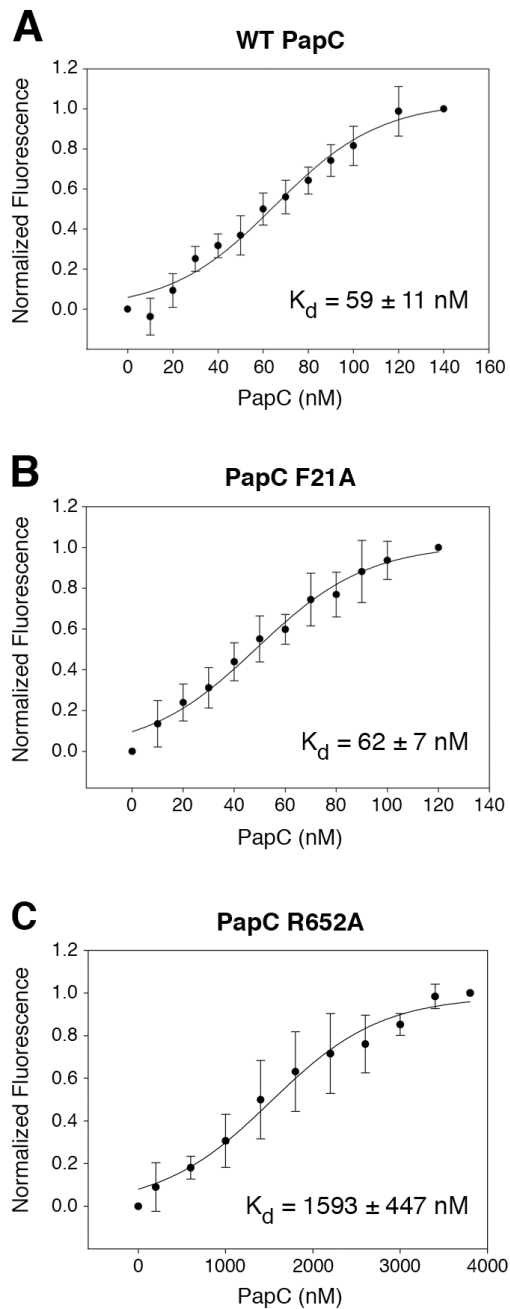 A
WT PapC
1.2
1.0
0.8
0.6
0.4
0.2
0.0
Normalized Fluorescence
Kd = 59 ± 11 nM
0 20 40 60 80 100 120 140 160
PapC (nM)
B
PapC F21A
1.2
1.0
0.8
0.6
0.4
0.2
0.0
Normalized Fluorescence
Kd = 62 ± 7 nM
0 20 40 60 80 100 120 140
PapC (nM)
C
PapC R652A
1.2
1.0
0.8
0.6
0.4
0.2
0.0
Normalized Fluorescence
Kd = 1593 ± 447 nM
0 1000 2000 3000 4000
PapC (nM)